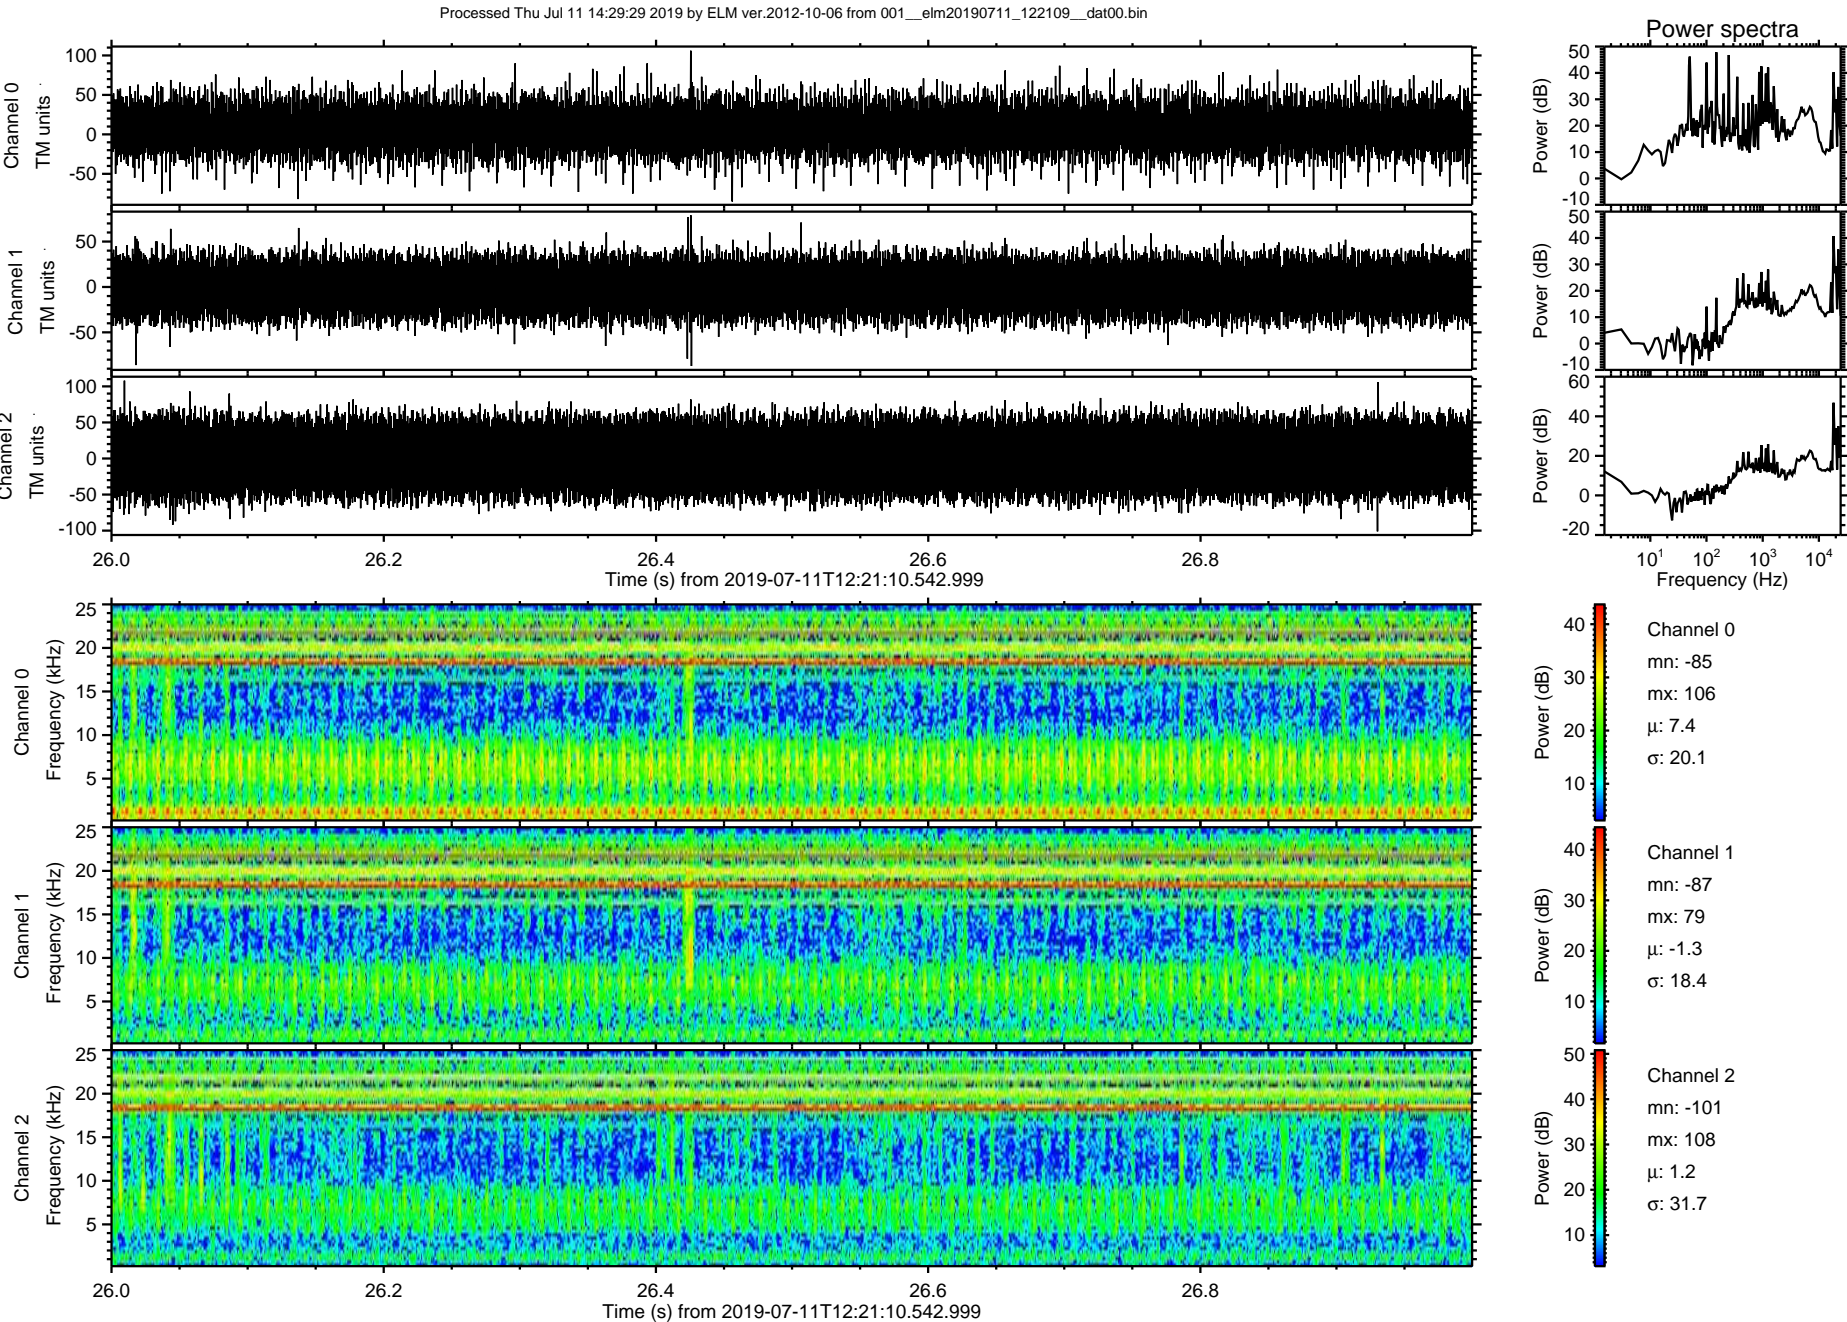 Processed Thu Jul 11 14:29:29 2019 by ELM ver.2012-10-06 from 001__elm20190711_122109__dat00.bin
Power spectra
Channel 0
TM units
100
50
0
-50
Power (dB)
50
40
30
20
10
0
-10
Channel 1
TM units
50
0
-50
Power (dB)
50
40
30
20
10
0
-10
Channel 2
TM units
100
50
0
-50
-100
Power (dB)
60
40
20
0
-20
26.0 26.2 26.4 26.6 26.8
Time (s) from 2019-07-11T12:21:10.542.999
10^1 10^2 10^3 10^4
Frequency (Hz)
Channel 0
Frequency (kHz)
25
20
15
10
5
Power (dB)
40
30
20
10
Channel 0
mn: -85
mx: 106
μ: 7.4
σ: 20.1
Channel 1
Frequency (kHz)
25
20
15
10
5
Power (dB)
40
30
20
10
Channel 1
mn: -87
mx: 79
μ: -1.3
σ: 18.4
Channel 2
Frequency (kHz)
25
20
15
10
5
Power (dB)
50
40
30
20
10
Channel 2
mn: -101
mx: 108
μ: 1.2
σ: 31.7
26.0 26.2 26.4 26.6 26.8
Time (s) from 2019-07-11T12:21:10.542.999